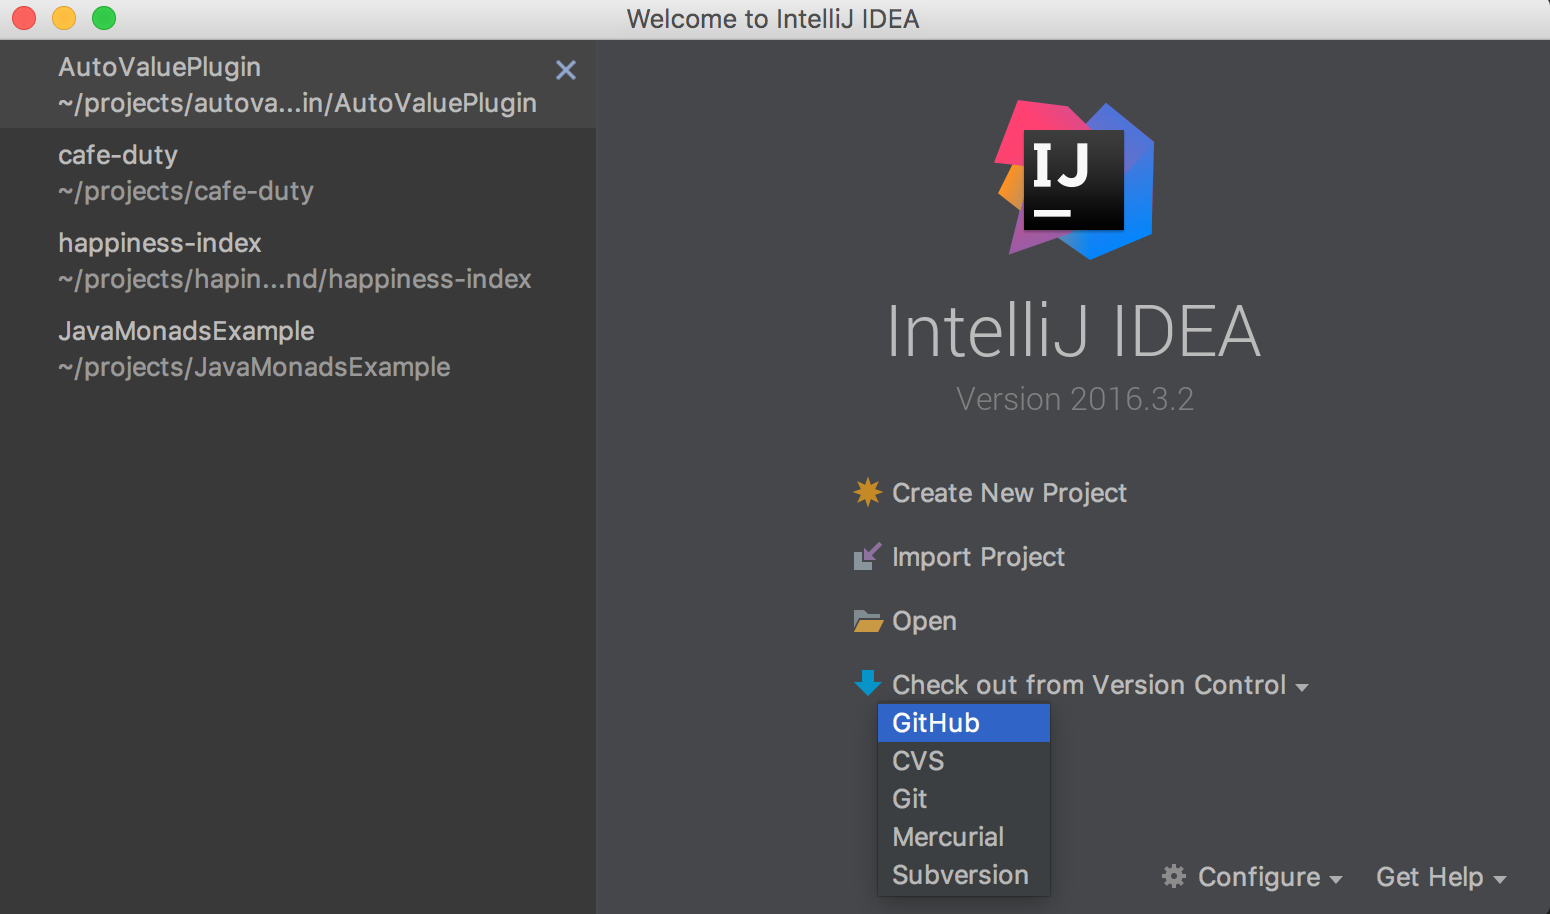 Welcome to IntelliJ IDEA
AutoValuePlugin
~/projects/autova...in/AutoValuePlugin
cafe-duty
~/projects/cafe-duty
happiness-index
~/projects/hapin...nd/happiness-index
JavaMonadsExample
~/projects/JavaMonadsExample
IJ
IntelliJ IDEA
Version 2016.3.2
Create New Project
Import Project
Open
Check out from Version Control
GitHub
CVS
Git
Mercurial
Subversion
Configure
Get Help